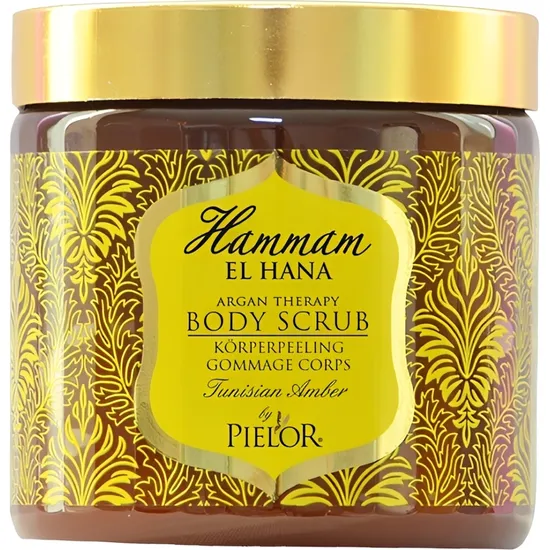 Hammam
EL HANA
ARGAN THERAPY
BODY SCRUB
KÖRPERPEELING
GOMMAGE CORPS
Tunisian Amber
by
PIELOR®